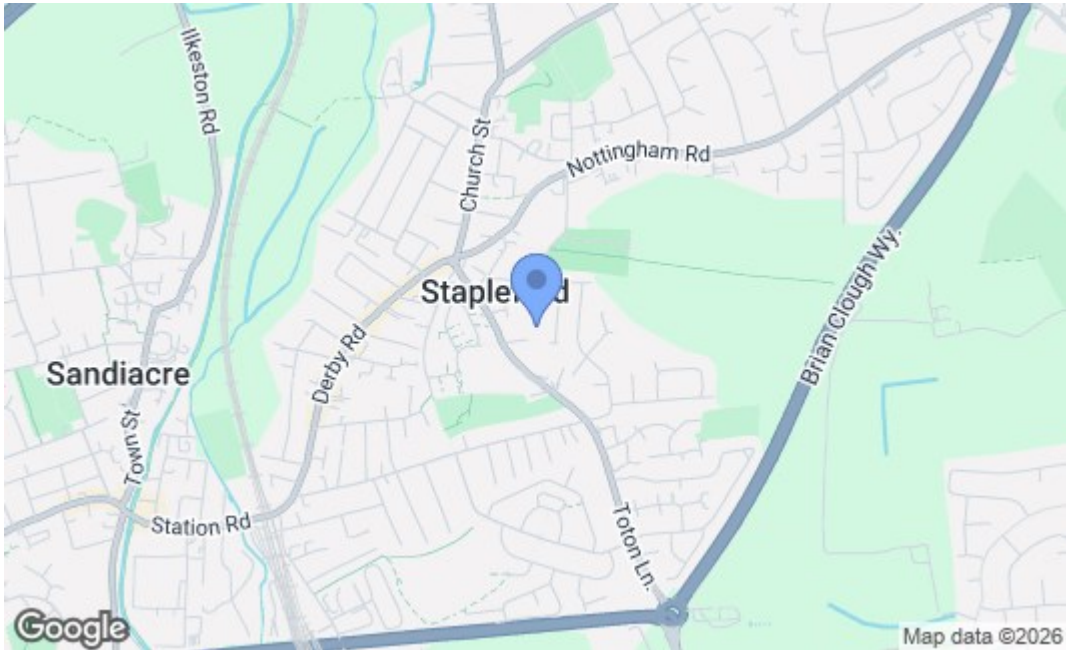 Ilkeston Rd
Church St
Nottingham Rd
Brian Clough Wy.
Derby Rd
Sandiacre
Town St
Station Rd
Toton Ln.
Google
Map data ©2026